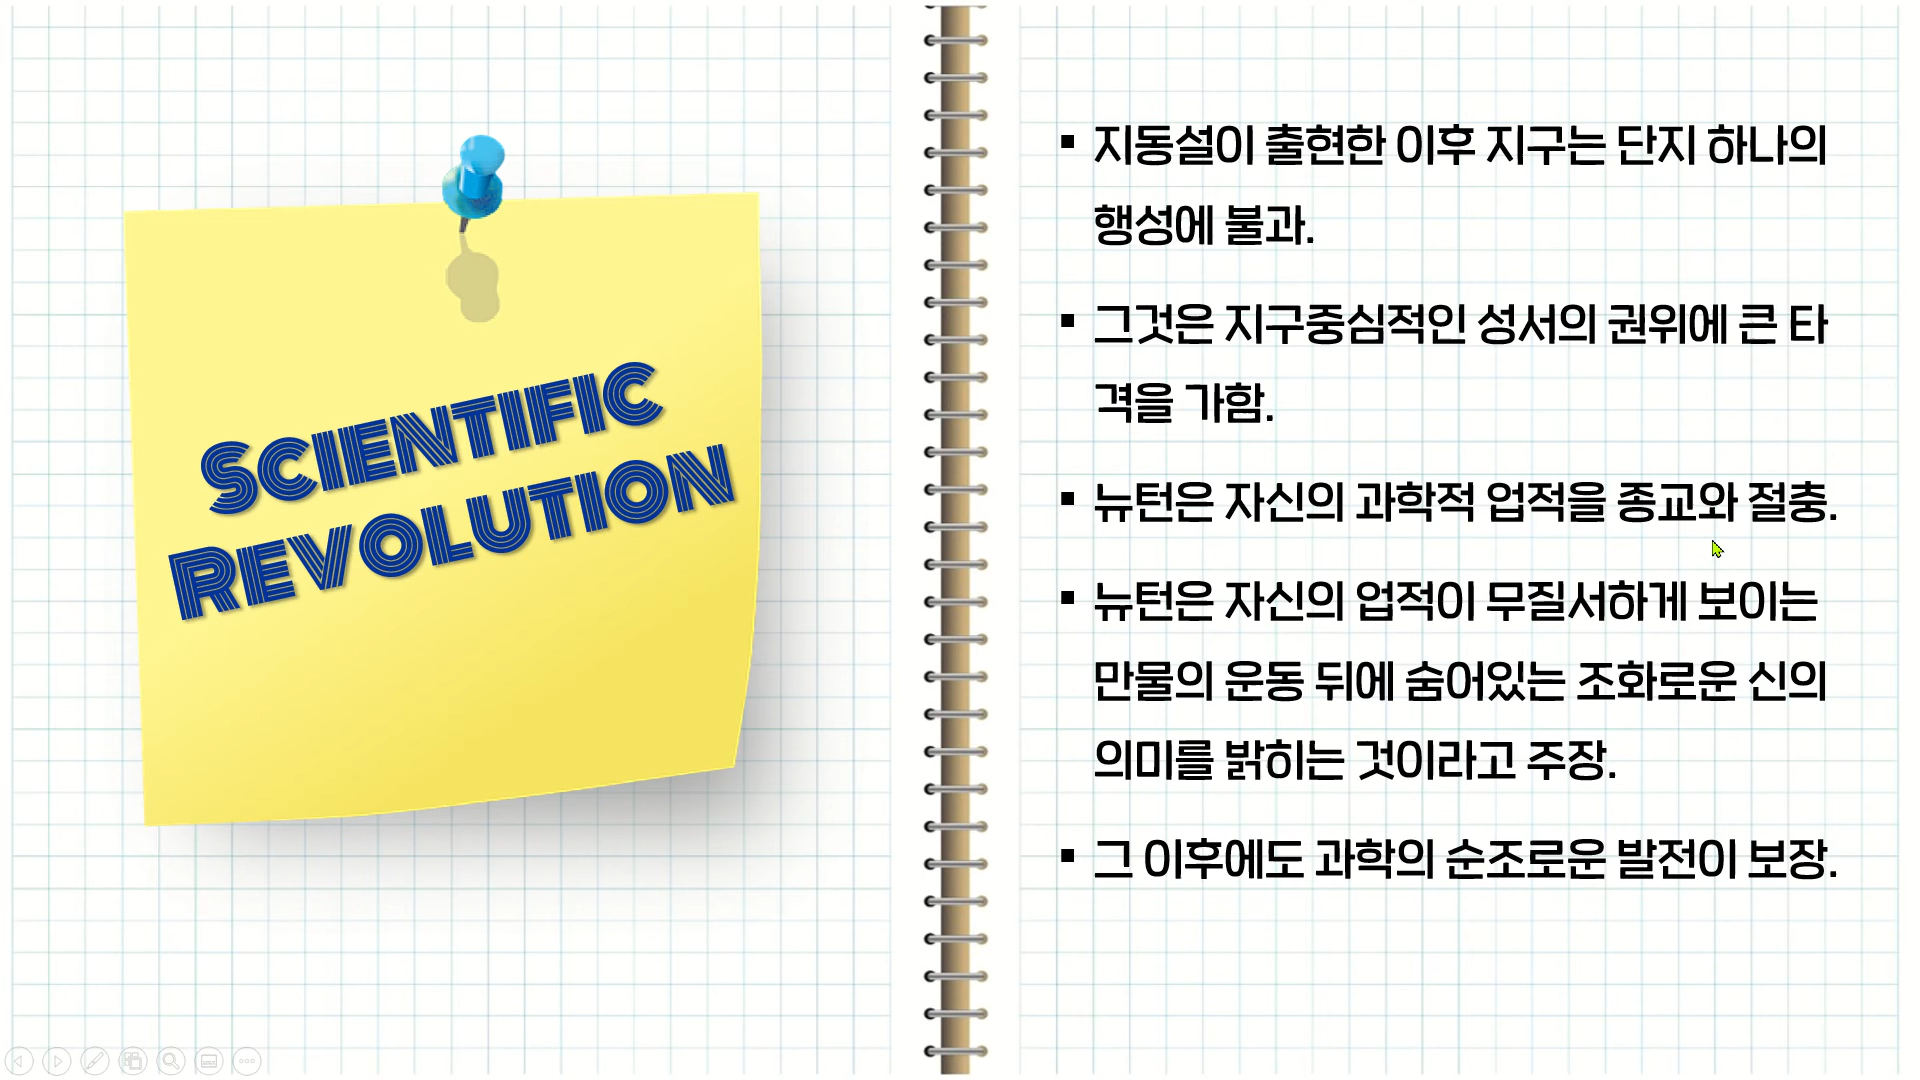 SCIENTIFIC
REVOLUTION
▪ 지동설이 출현한 이후 지구는 단지 하나의
행성에 불과.
▪ 그것은 지구중심적인 성서의 권위에 큰 타
격을 가함.
▪ 뉴턴은 자신의 과학적 업적을 종교와 절충.
▪ 뉴턴은 자신의 업적이 무질서하게 보이는
만물의 운동 뒤에 숨어있는 조화로운 신의
의미를 밝히는 것이라고 주장.
▪ 그 이후에도 과학의 순조로운 발전이 보장.